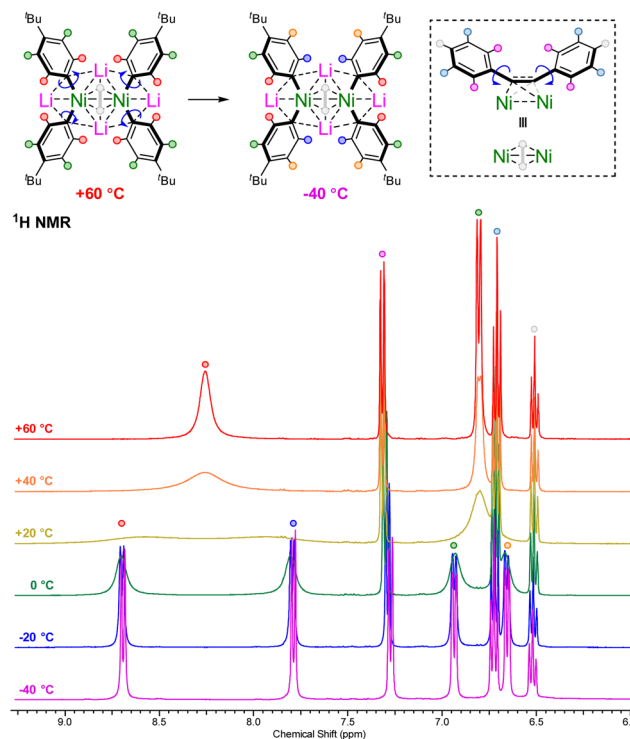 tBu tBu tBu tBu
Li Li
Li Ni Ni Li Li Ni Ni Li
Li Li
Ni Ni
III
Ni Ni
tBu tBu tBu tBu
+60 °C -40 °C
1H NMR
+60 °C
+40 °C
+20 °C
0 °C
-20 °C
-40 °C
9.0 8.5 8.0 7.5 7.0 6.5 6.
Chemical Shift (ppm)